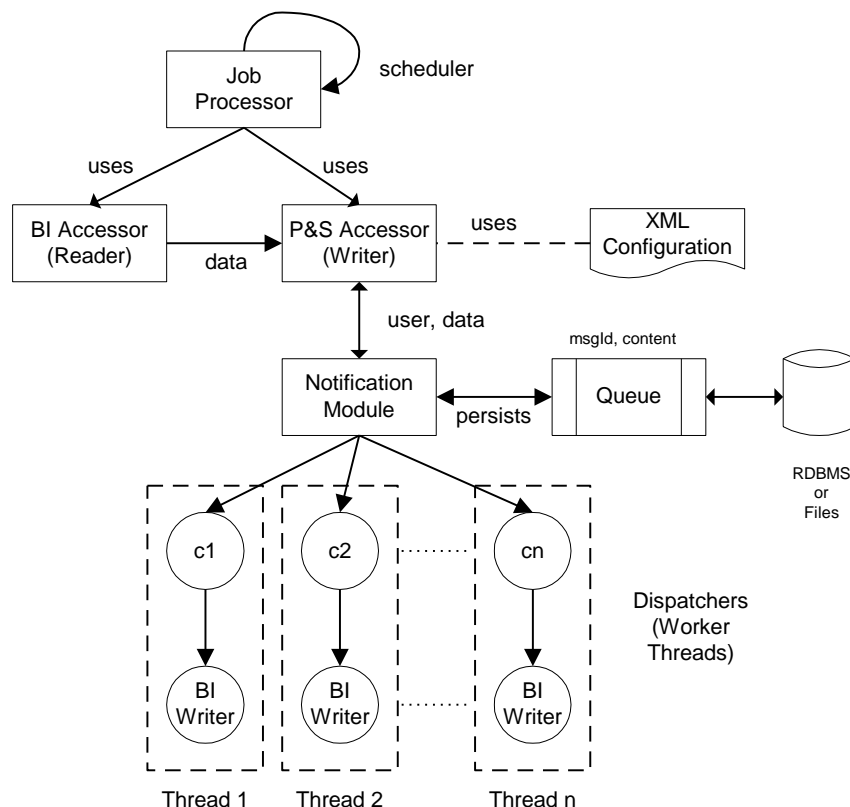 Job
Processor
scheduler
uses
uses
BI Accessor
(Reader)
data
P&S Accessor
(Writer)
uses
XML
Configuration
user, data
msgId, content
Notification
Module
persists
Queue
RDBMS
or
Files
c1
c2
cn
Dispatchers
(Worker
Threads)
BI
Writer
BI
Writer
BI
Writer
Thread 1
Thread 2
Thread n